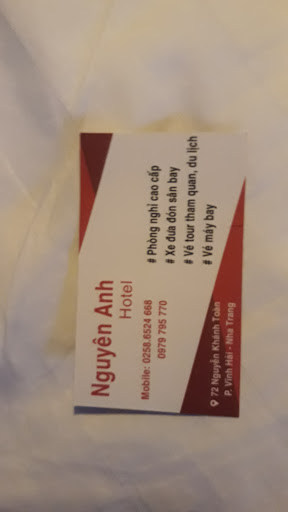 Nguyên Anh
Hotel
Mobile: 0258.6524 668
0979 795 770
# Phòng nghỉ cao cấp
# Xe đưa đón sân bay
# Vé tour tham quan, du lịch
# Vé máy bay
72 Nguyễn Khánh Toàn
P. Vĩnh Hải - Nha Trang